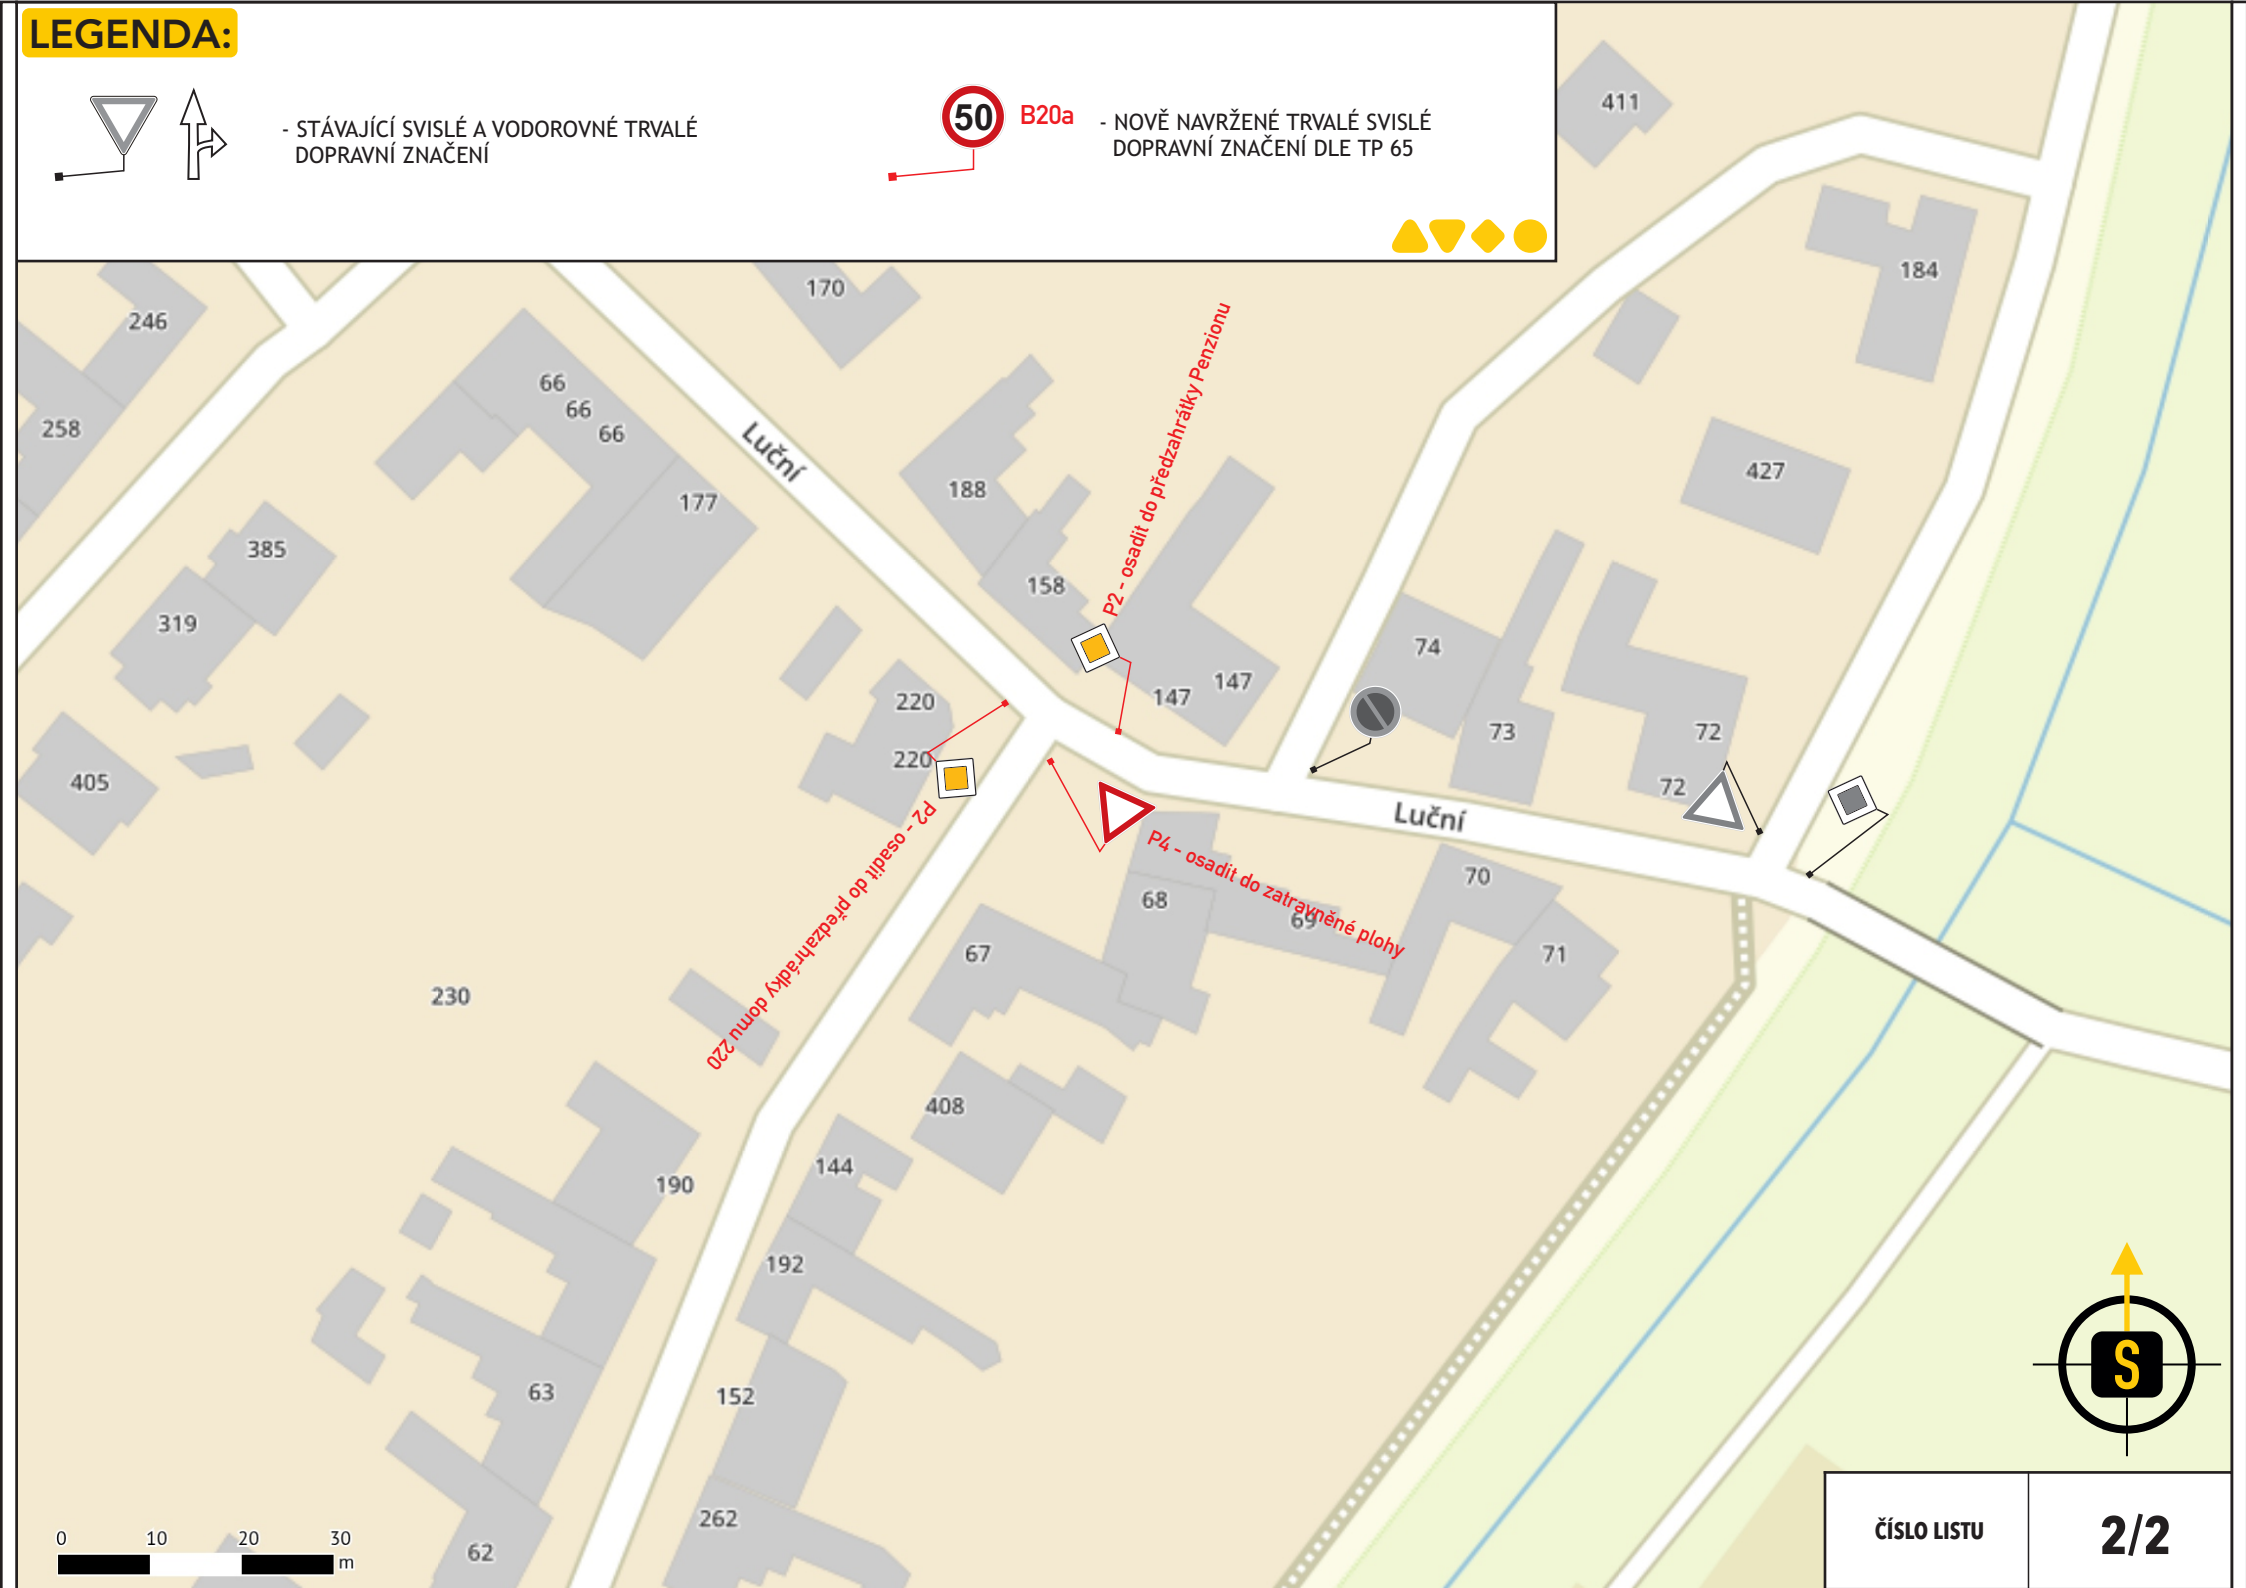 LEGENDA:
- STÁVAJÍCÍ SVISLÉ A VODOROVNÉ TRVALÉ
DOPRAVNÍ ZNAČENÍ
50
B20a
- NOVĚ NAVRŽENÉ TRVALÉ SVISLÉ
DOPRAVNÍ ZNAČENÍ DLE TP 65
411
184
170
246
66
66
66
258
Luční
177
188
427
385
158
319
P2 - osadit do předzahrátky Penzionu
74
147
147
220
73
72
220
405
72
Luční
P2 - osadit do předzahrádky domu 220
P4 - osadit do zatravněné plohy
70
68
69
67
71
230
408
144
190
192
63
152
262
62
S
0 10 20 30
m
ČÍSLO LISTU
2/2